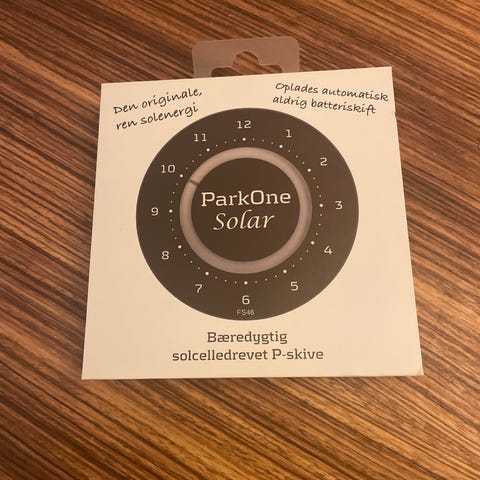 Den originale,
ren solenergi
Oplades automatisk
aldrig batteriskift
12
1
2
3
4
5
6
7
8
9
10
11
ParkOne
Solar
FS46
Bæredygtig
solcelledrevet P-skive